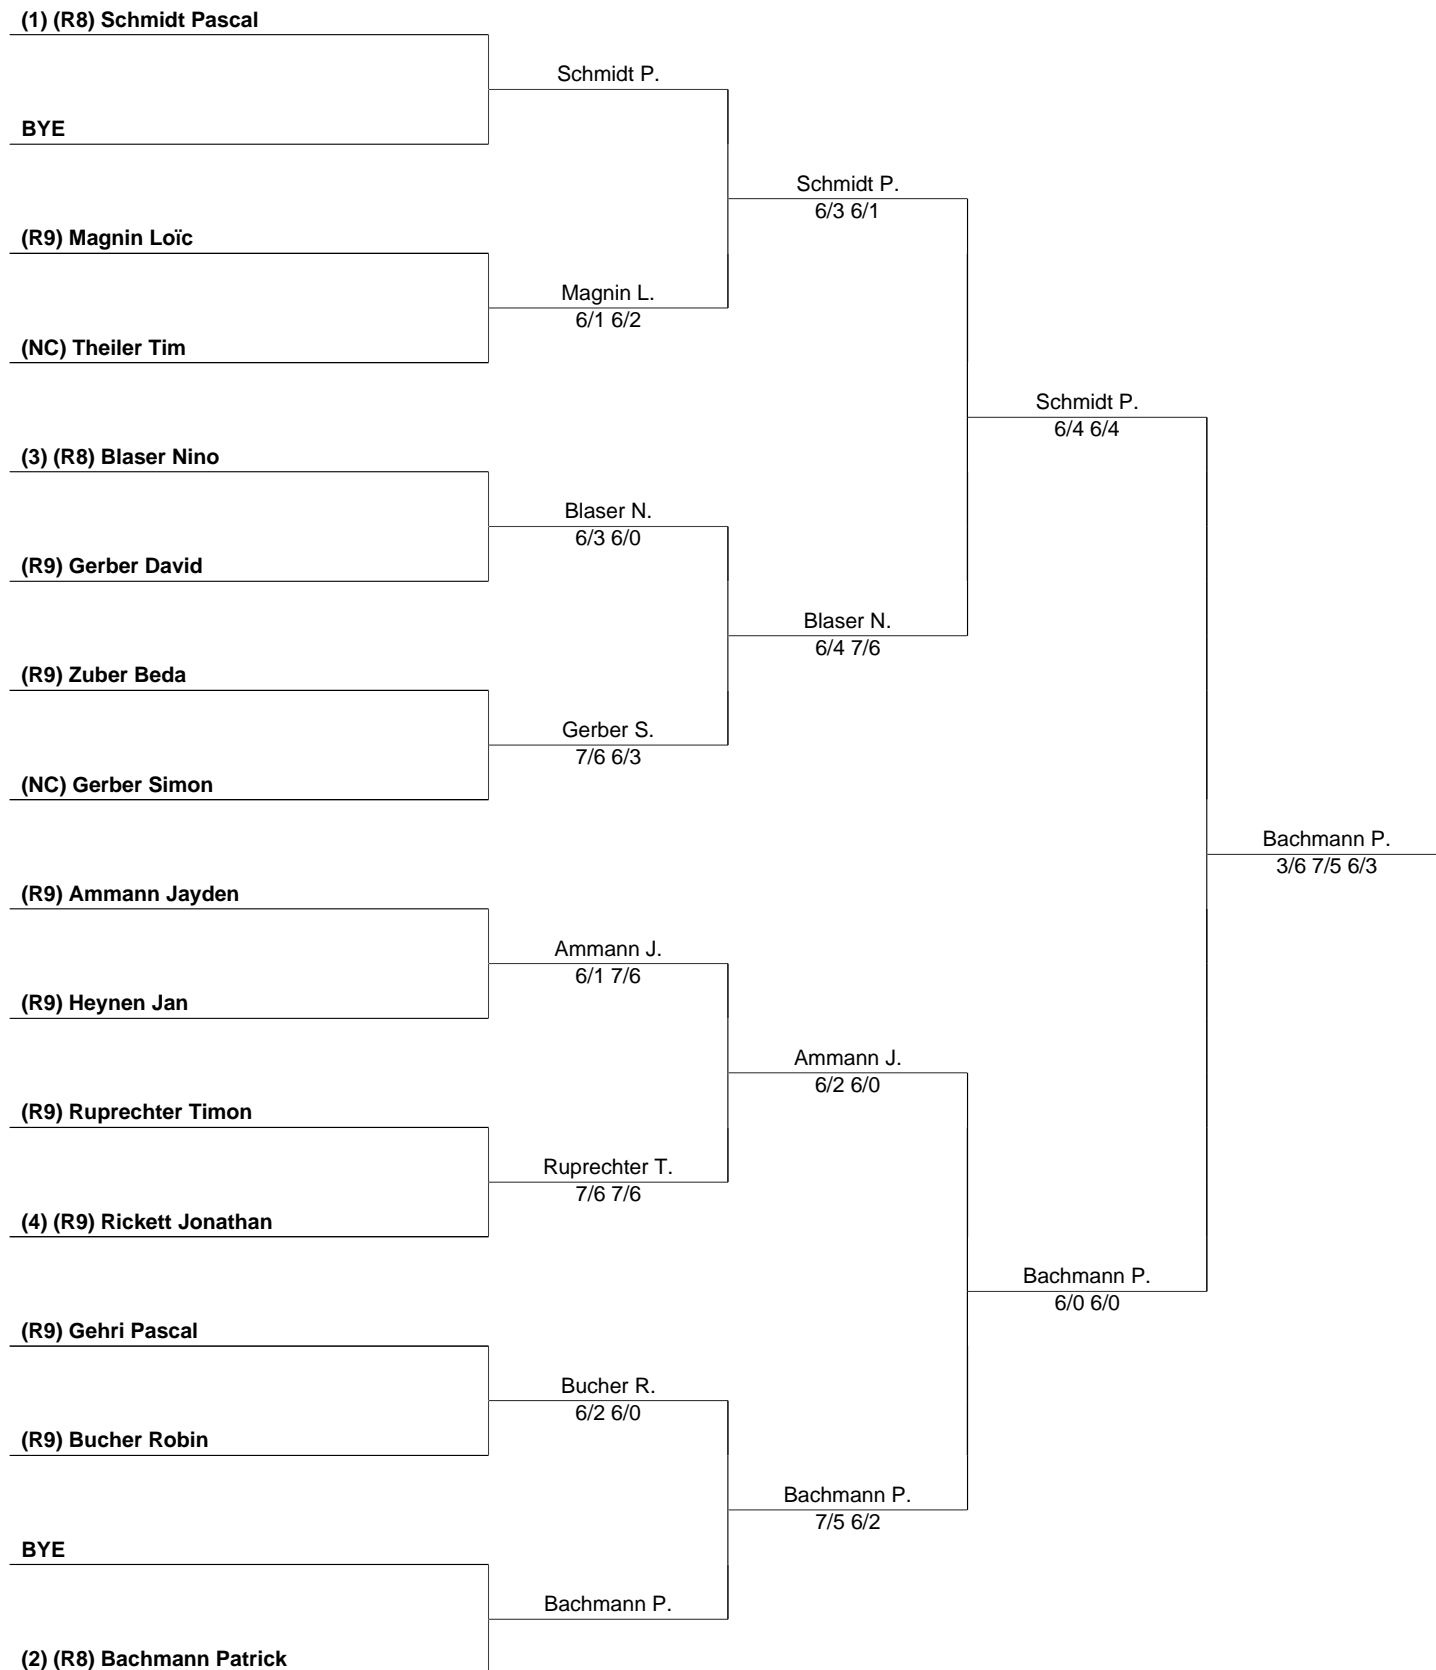 (1) (R8) Schmidt Pascal
Schmidt P.
BYE
Schmidt P.
6/3 6/1
(R9) Magnin Loïc
Magnin L.
6/1 6/2
(NC) Theiler Tim
Schmidt P.
6/4 6/4
(3) (R8) Blaser Nino
Blaser N.
6/3 6/0
(R9) Gerber David
Blaser N.
6/4 7/6
(R9) Zuber Beda
Gerber S.
7/6 6/3
(NC) Gerber Simon
Bachmann P.
3/6 7/5 6/3
(R9) Ammann Jayden
Ammann J.
6/1 7/6
(R9) Heynen Jan
Ammann J.
6/2 6/0
(R9) Ruprechter Timon
Ruprechter T.
7/6 7/6
(4) (R9) Rickett Jonathan
Bachmann P.
6/0 6/0
(R9) Gehri Pascal
Bucher R.
6/2 6/0
(R9) Bucher Robin
Bachmann P.
7/5 6/2
BYE
Bachmann P.
(2) (R8) Bachmann Patrick